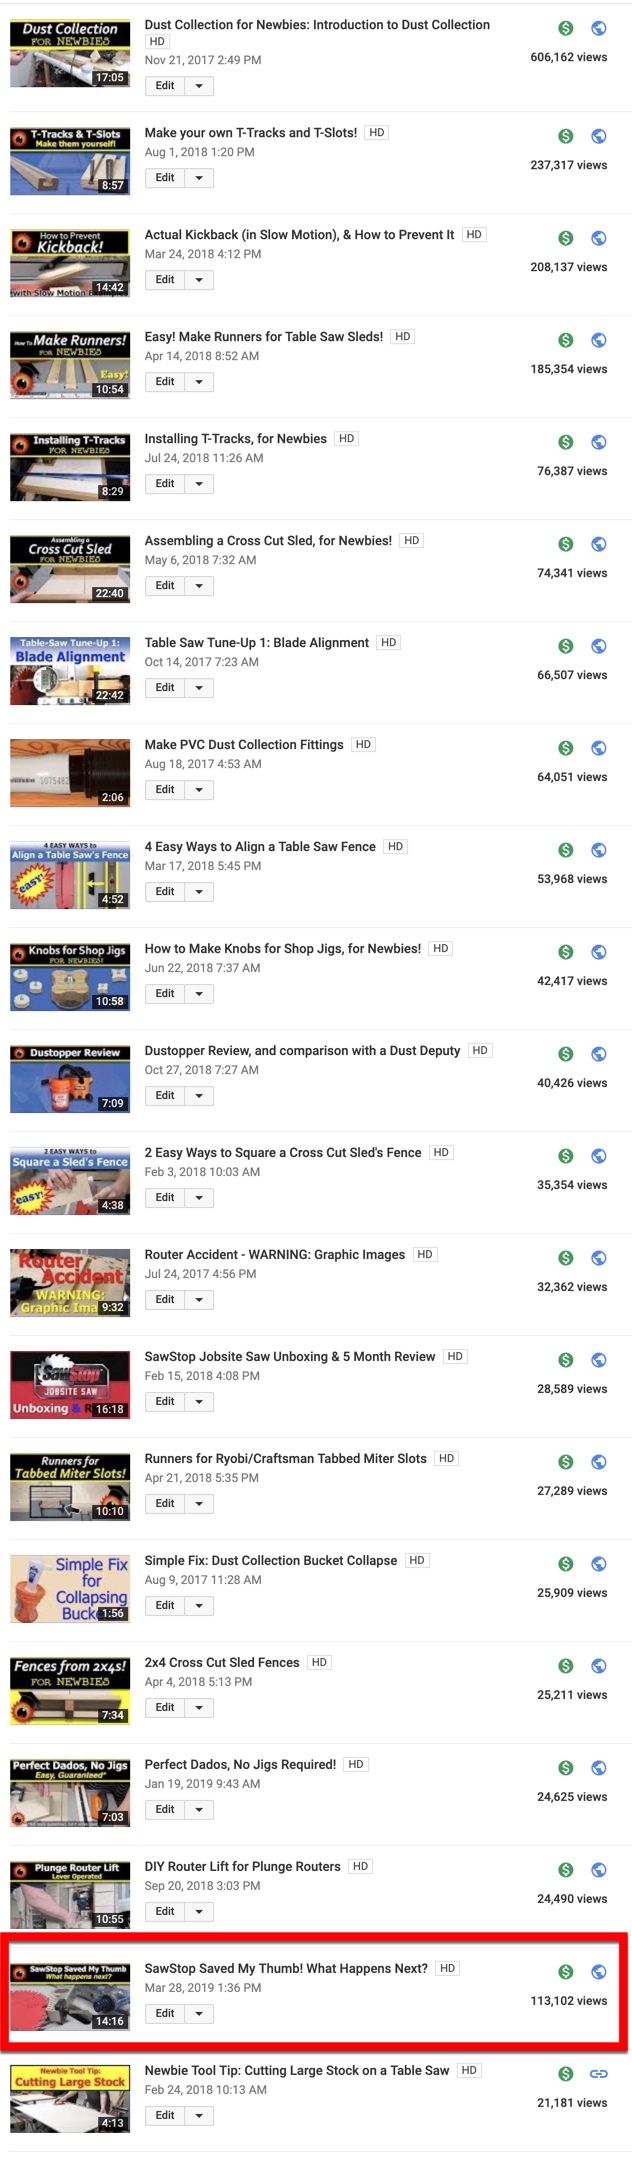 Dust Collection
FOR NEWBIES
17:05
Dust Collection for Newbies: Introduction to Dust Collection
HD
Nov 21, 2017 2:49 PM
Edit
606,162 views
T-Tracks & T-Slots
Make them yourself!
8:57
Make your own T-Tracks and T-Slots! HD
Aug 1, 2018 1:20 PM
Edit
237,317 views
How to Prevent
Kickback!
with Slow Motion Examples
14:42
Actual Kickback (in Slow Motion), & How to Prevent It HD
Mar 24, 2018 4:12 PM
Edit
208,137 views
How To Make Runners!
FOR NEWBIES
Easy!
10:54
Easy! Make Runners for Table Saw Sleds! HD
Apr 14, 2018 8:52 AM
Edit
185,354 views
Installing T-Tracks
FOR NEWBIES
8:29
Installing T-Tracks, for Newbies HD
Jul 24, 2018 11:26 AM
Edit
76,387 views
Assembling a
Cross Cut Sled
FOR NEWBIES
22:40
Assembling a Cross Cut Sled, for Newbies! HD
May 6, 2018 7:32 AM
Edit
74,341 views
Table-Saw Tune-Up 1:
Blade Alignment
22:42
Table Saw Tune-Up 1: Blade Alignment HD
Oct 14, 2017 7:23 AM
Edit
66,507 views
1075482
2:06
Make PVC Dust Collection Fittings HD
Aug 18, 2017 4:53 AM
Edit
64,051 views
4 EASY WAYS to
Align a Table Saw's Fence
easy!
4:52
4 Easy Ways to Align a Table Saw Fence HD
Mar 17, 2018 5:45 PM
Edit
53,968 views
Knobs for Shop Jigs
FOR NEWBIES!
10:58
How to Make Knobs for Shop Jigs, for Newbies! HD
Jun 22, 2018 7:37 AM
Edit
42,417 views
Dustopper Review
7:09
Dustopper Review, and comparison with a Dust Deputy HD
Oct 27, 2018 7:27 AM
Edit
40,426 views
2 EASY WAYS to
Square a Sled's Fence
easy!
4:38
2 Easy Ways to Square a Cross Cut Sled's Fence HD
Feb 3, 2018 10:03 AM
Edit
35,354 views
Router
Accident
WARNING:
Graphic Ima
9:32
Router Accident - WARNING: Graphic Images HD
Jul 24, 2017 4:56 PM
Edit
32,362 views
SawStop
JOBSITE SAW
Unboxing & R
16:18
SawStop Jobsite Saw Unboxing & 5 Month Review HD
Feb 15, 2018 4:08 PM
Edit
28,589 views
Runners for
Tabbed Miter Slots!
10:10
Runners for Ryobi/Craftsman Tabbed Miter Slots HD
Apr 21, 2018 5:35 PM
Edit
27,289 views
Simple Fix
for
Collapsing
Bucke
1:56
Simple Fix: Dust Collection Bucket Collapse HD
Aug 9, 2017 11:28 AM
Edit
25,909 views
Fences from 2x4s!
FOR NEWBIES
7:34
2x4 Cross Cut Sled Fences HD
Apr 4, 2018 5:13 PM
Edit
25,211 views
Perfect Dados, No Jigs
Easy, Guaranteed*
7:03
Perfect Dados, No Jigs Required! HD
Jan 19, 2019 9:43 AM
Edit
24,625 views
Plunge Router Lift
Lever Operated
10:55
DIY Router Lift for Plunge Routers HD
Sep 20, 2018 3:03 PM
Edit
24,490 views
SawStop Saved My Thumb
What happens next?
14:16
SawStop Saved My Thumb! What Happens Next? HD
Mar 28, 2019 1:36 PM
Edit
113,102 views
Newbie Tool Tip:
Cutting Large Stock
4:13
Newbie Tool Tip: Cutting Large Stock on a Table Saw HD
Feb 24, 2018 10:13 AM
Edit
21,181 views